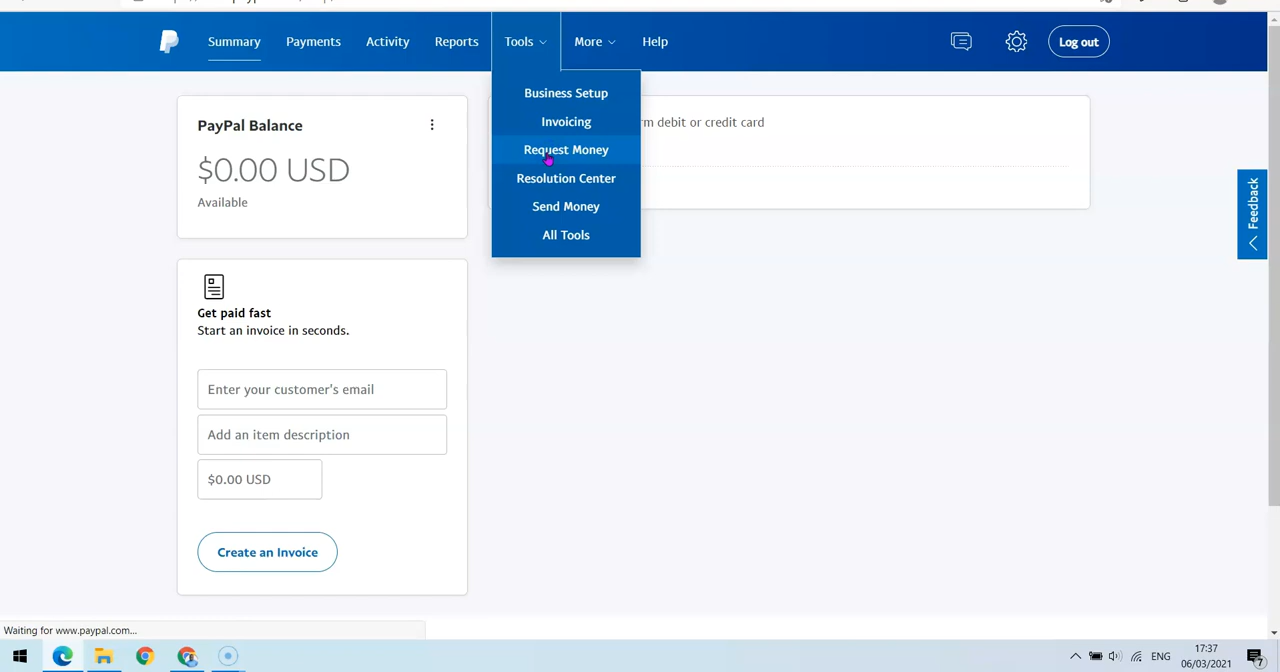 Summary
Payments
Activity
Reports
Tools
More
Help
Log out
Business Setup
Invoicing
Request Money
Resolution Center
Send Money
All Tools
PayPal Balance
$0.00 USD
Available
rm debit or credit card
Feedback
Get paid fast
Start an invoice in seconds.
Enter your customer's email
Add an item description
$0.00 USD
Create an Invoice
Waiting for www.paypal.com...
ENG
17:37
06/03/2021
7